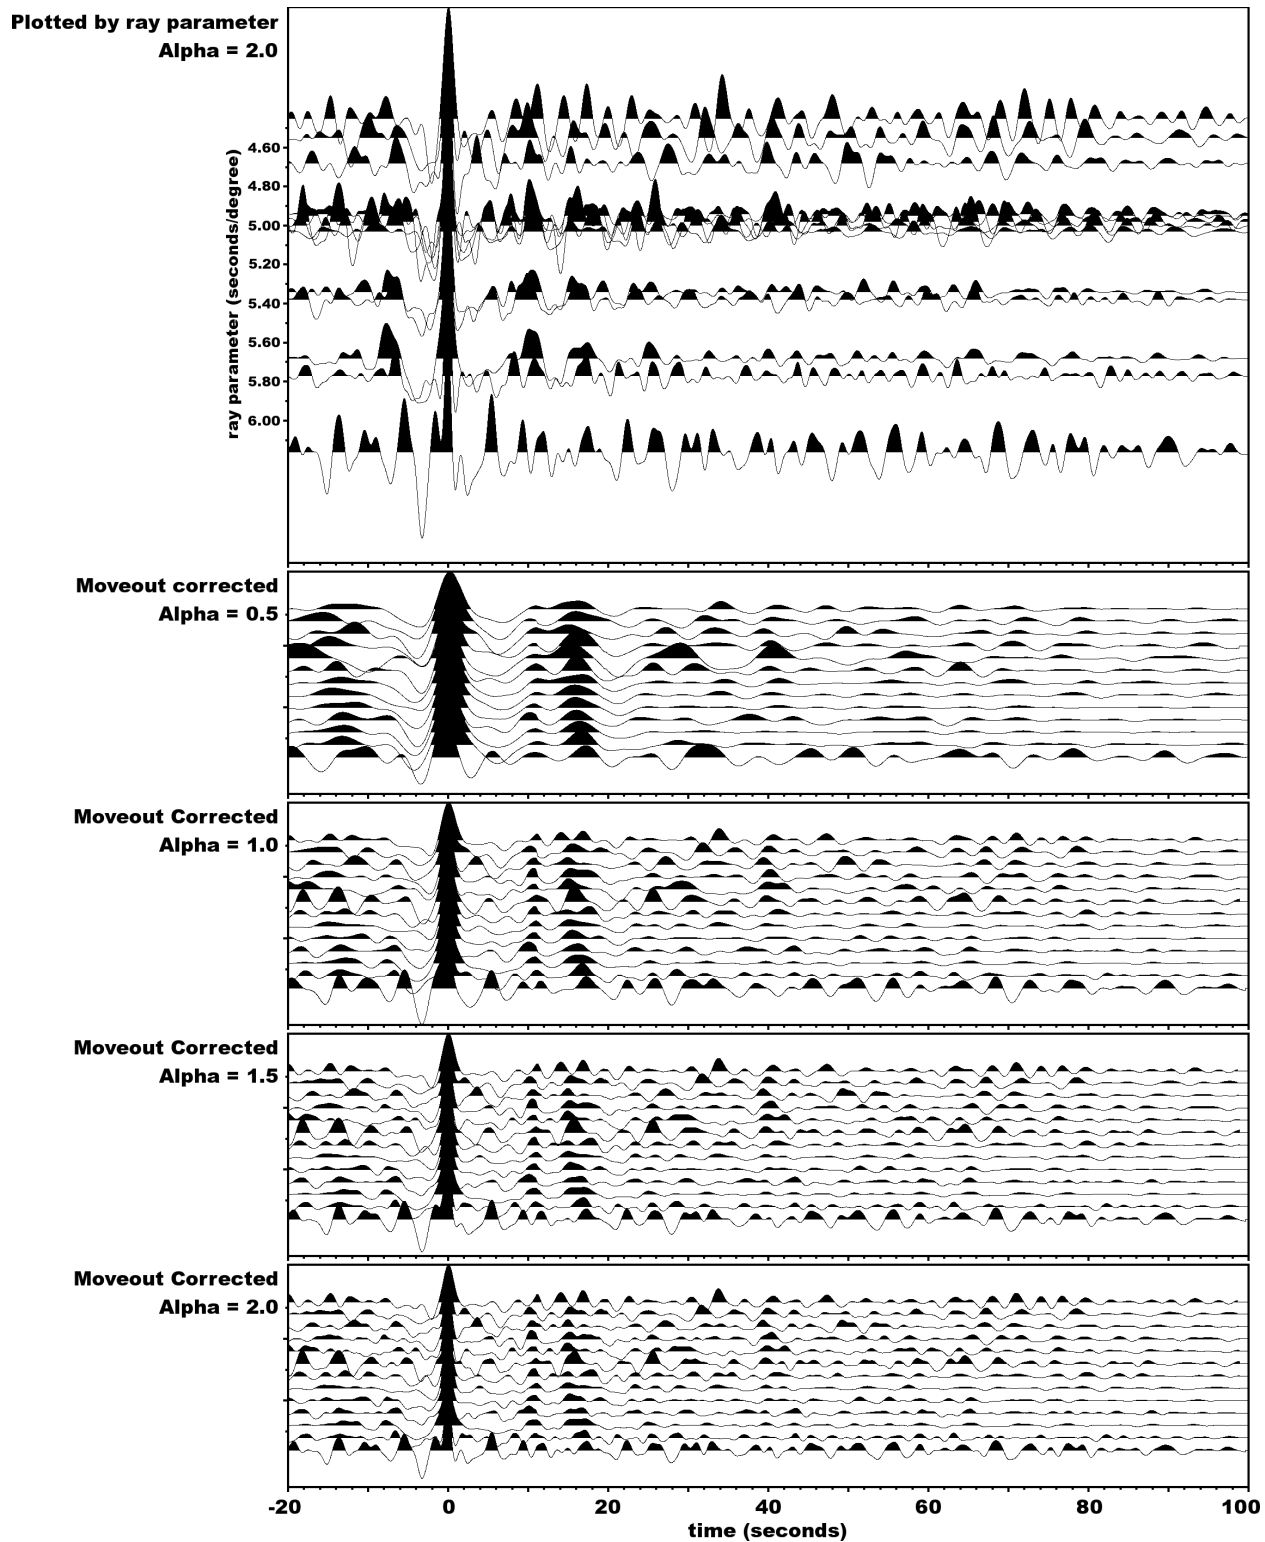 Plotted by ray parameter
Alpha = 2.0
4.60
4.80
5.00
5.20
5.40
5.60
5.80
6.00
ray parameter (seconds/degree)
Moveout corrected
Alpha = 0.5
Moveout Corrected
Alpha = 1.0
Moveout Corrected
Alpha = 1.5
Moveout Corrected
Alpha = 2.0
-20 0 20 40 60 80 100
time (seconds)